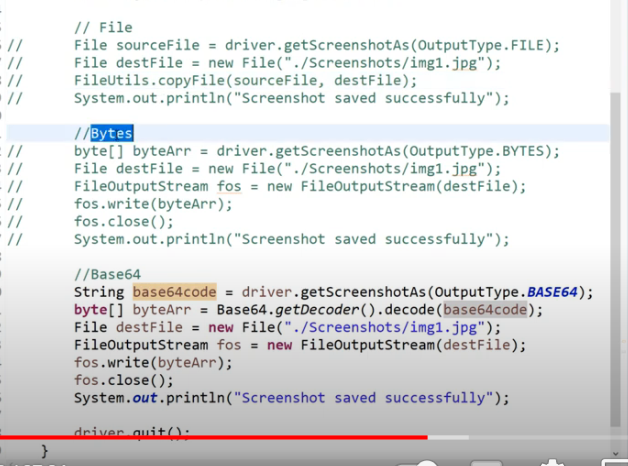 // File
// File sourceFile = driver.getScreenshotAs(OutputType.FILE);
// File destFile = new File("./Screenshots/img1.jpg");
// FileUtils.copyFile(sourceFile, destFile);
// System.out.println("Screenshot saved successfully");
//Bytes
// byte[] byteArr = driver.getScreenshotAs(OutputType.BYTES);
// File destFile = new File("./Screenshots/img1.jpg");
// FileOutputStream fos = new FileOutputStream(destFile);
// fos.write(byteArr);
// fos.close();
// System.out.println("Screenshot saved successfully");
//Base64
String base64code = driver.getScreenshotAs(OutputType.BASE64);
byte[] byteArr = Base64.getDecoder().decode(base64code);
File destFile = new File("./Screenshots/img1.jpg");
FileOutputStream fos = new FileOutputStream(destFile);
fos.write(byteArr);
fos.close();
System.out.println("Screenshot saved successfully");
driver.quit();
}